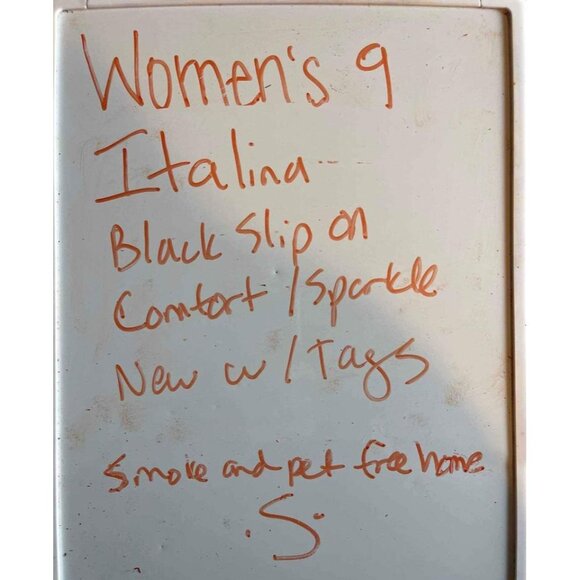 Women's 9
Italina
Black Slip on
Comfort / Sparkle
New w / Tags
Smoke and pet free home
.S.